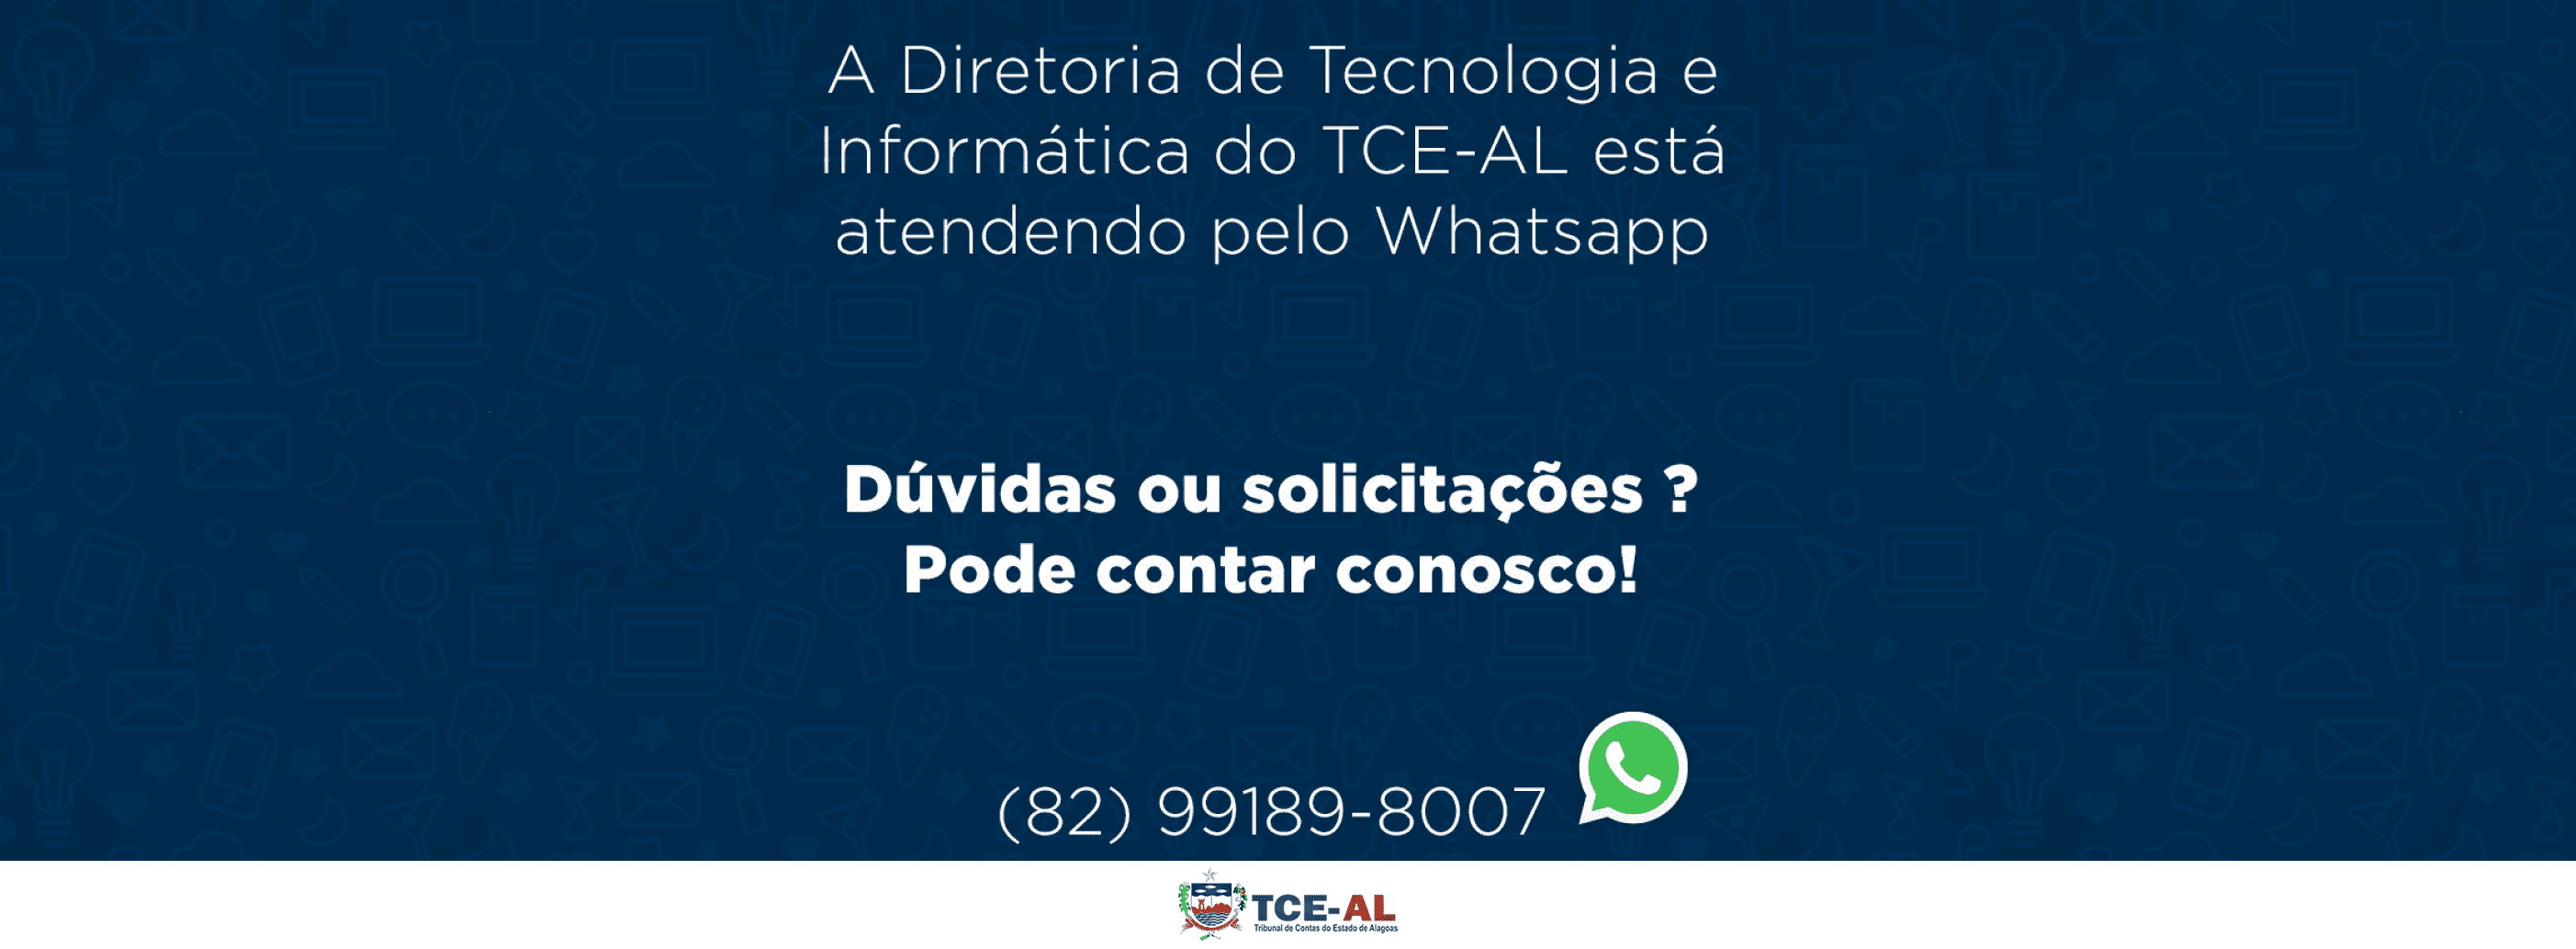 A Diretoria de Tecnologia e
Informática do TCE-AL está
atendendo pelo Whatsapp
Dúvidas ou solicitações ?
Pode contar conosco!
(82) 99189-8007
TCE-AL
Tribunal de Contas do Estado de Alagoas